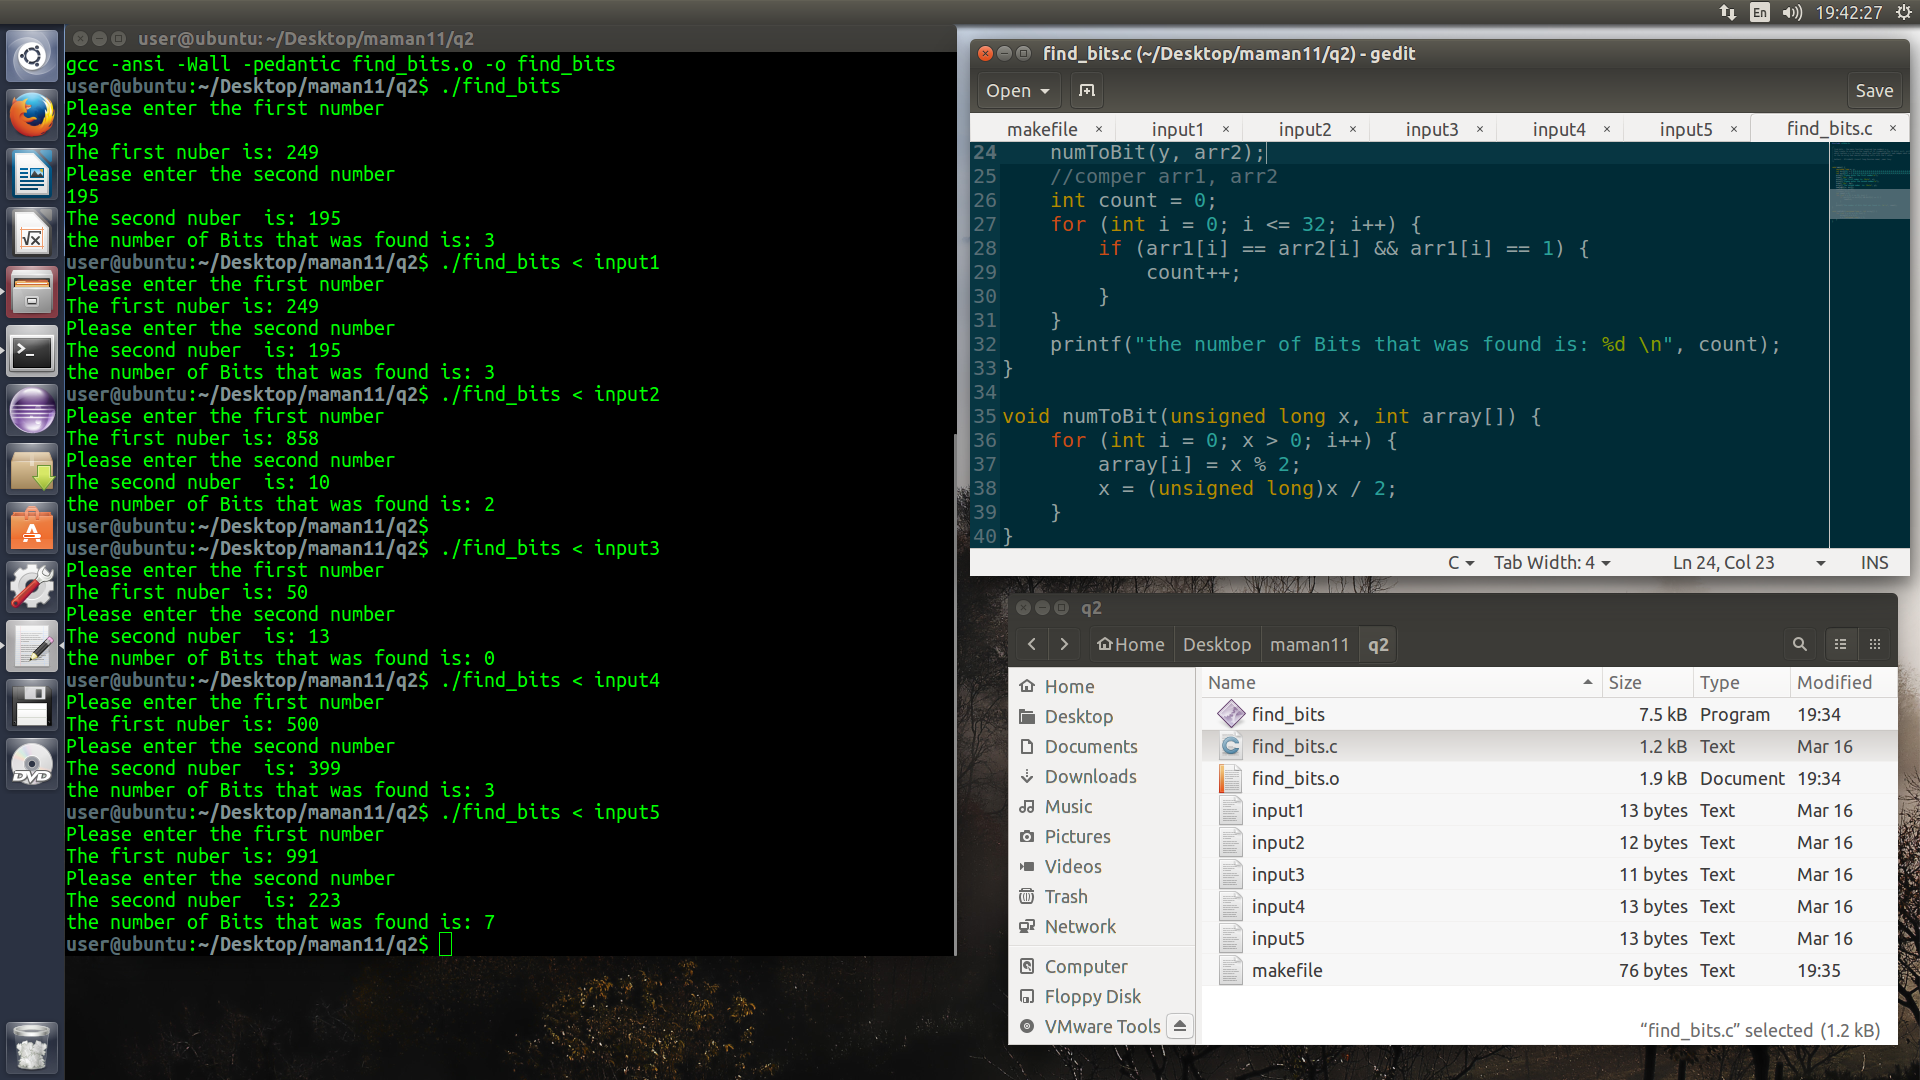 En 19:42:27
user@ubuntu: ~/Desktop/maman11/q2
gcc -ansi -Wall -pedantic find_bits.o -o find_bits
user@ubuntu:~/Desktop/maman11/q2$ ./find_bits
Please enter the first number
249
The first nuber is: 249
Please enter the second number
195
The second nuber  is: 195
the number of Bits that was found is: 3
user@ubuntu:~/Desktop/maman11/q2$ ./find_bits < input1
Please enter the first number
The first nuber is: 249
Please enter the second number
The second nuber  is: 195
the number of Bits that was found is: 3
user@ubuntu:~/Desktop/maman11/q2$ ./find_bits < input2
Please enter the first number
The first nuber is: 858
Please enter the second number
The second nuber  is: 10
the number of Bits that was found is: 2
user@ubuntu:~/Desktop/maman11/q2$
user@ubuntu:~/Desktop/maman11/q2$ ./find_bits < input3
Please enter the first number
The first nuber is: 50
Please enter the second number
The second nuber  is: 13
the number of Bits that was found is: 0
user@ubuntu:~/Desktop/maman11/q2$ ./find_bits < input4
Please enter the first number
The first nuber is: 500
Please enter the second number
The second nuber  is: 399
the number of Bits that was found is: 3
user@ubuntu:~/Desktop/maman11/q2$ ./find_bits < input5
Please enter the first number
The first nuber is: 991
Please enter the second number
The second nuber  is: 223
the number of Bits that was found is: 7
user@ubuntu:~/Desktop/maman11/q2$
find_bits.c (~/Desktop/maman11/q2) - gedit
Open Save
makefile × input1 × input2 × input3 × input4 × input5 × find_bits.c ×
24     numToBit(y, arr2);
25     //comper arr1, arr2
26     int count = 0;
27     for (int i = 0; i <= 32; i++) {
28         if (arr1[i] == arr2[i] && arr1[i] == 1) {
29             count++;
30         }
31     }
32     printf("the number of Bits that was found is: %d \n", count);
33 }
34
35 void numToBit(unsigned long x, int array[]) {
36     for (int i = 0; x > 0; i++) {
37         array[i] = x % 2;
38         x = (unsigned long)x / 2;
39     }
40 }
C Tab Width: 4 Ln 24, Col 23 INS
q2
Home Desktop maman11 q2
Home
Desktop
Documents
Downloads
Music
Pictures
Videos
Trash
Network
Computer
Floppy Disk
VMware Tools
Name Size Type Modified
find_bits 7.5 kB Program 19:34
find_bits.c 1.2 kB Text Mar 16
find_bits.o 1.9 kB Document 19:34
input1 13 bytes Text Mar 16
input2 12 bytes Text Mar 16
input3 11 bytes Text Mar 16
input4 13 bytes Text Mar 16
input5 13 bytes Text Mar 16
makefile 76 bytes Text 19:35
“find_bits.c” selected (1.2 kB)
DVD